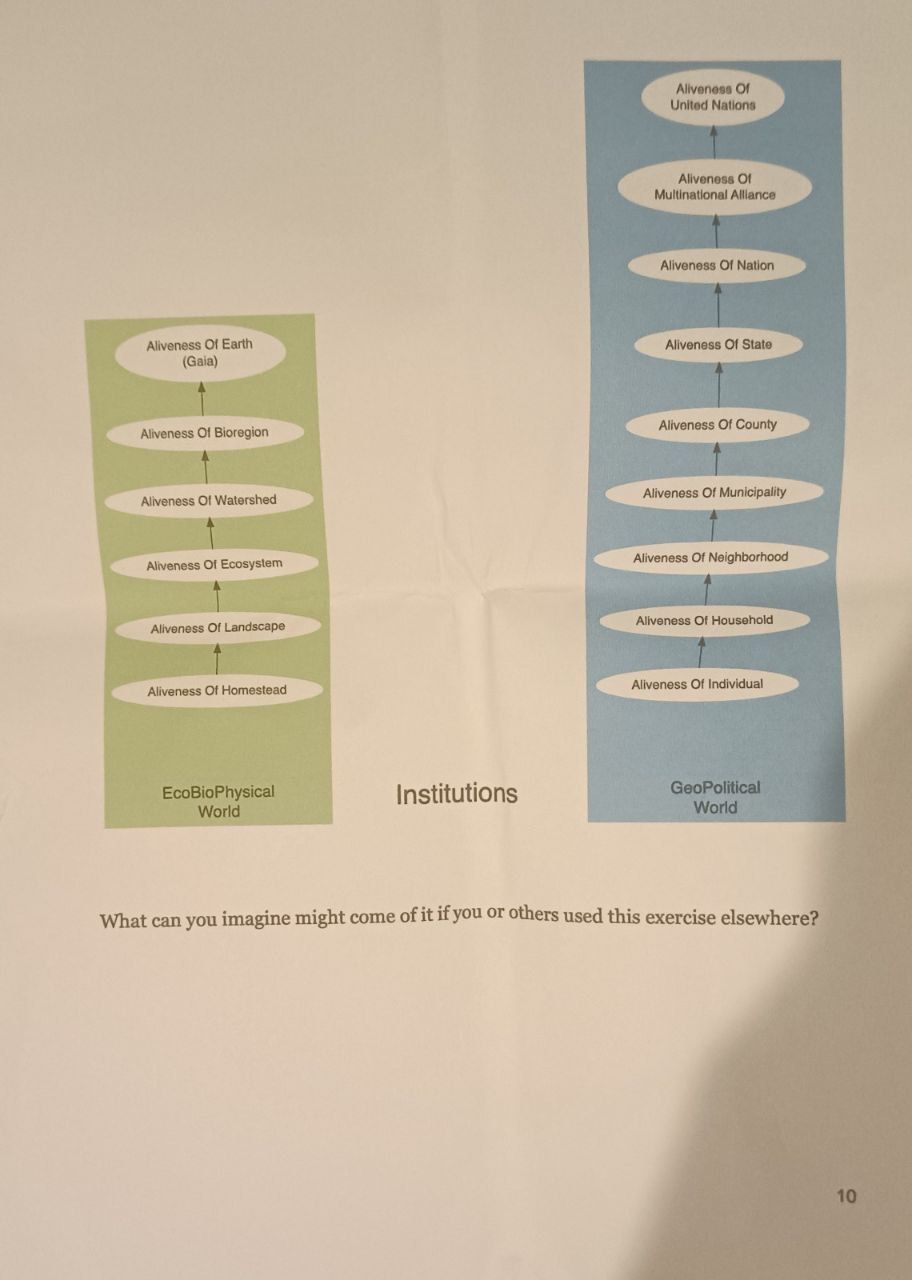 Aliveness Of Earth
(Gaia)
Aliveness Of Bioregion
Aliveness Of Watershed
Aliveness Of Ecosystem
Aliveness Of Landscape
Aliveness Of Homestead
EcoBioPhysical
World
Institutions
Aliveness Of
United Nations
Aliveness Of
Multinational Alliance
Aliveness Of Nation
Aliveness Of State
Aliveness Of County
Aliveness Of Municipality
Aliveness Of Neighborhood
Aliveness Of Household
Aliveness Of Individual
GeoPolitical
World
What can you imagine might come of it if you or others used this exercise elsewhere?
10